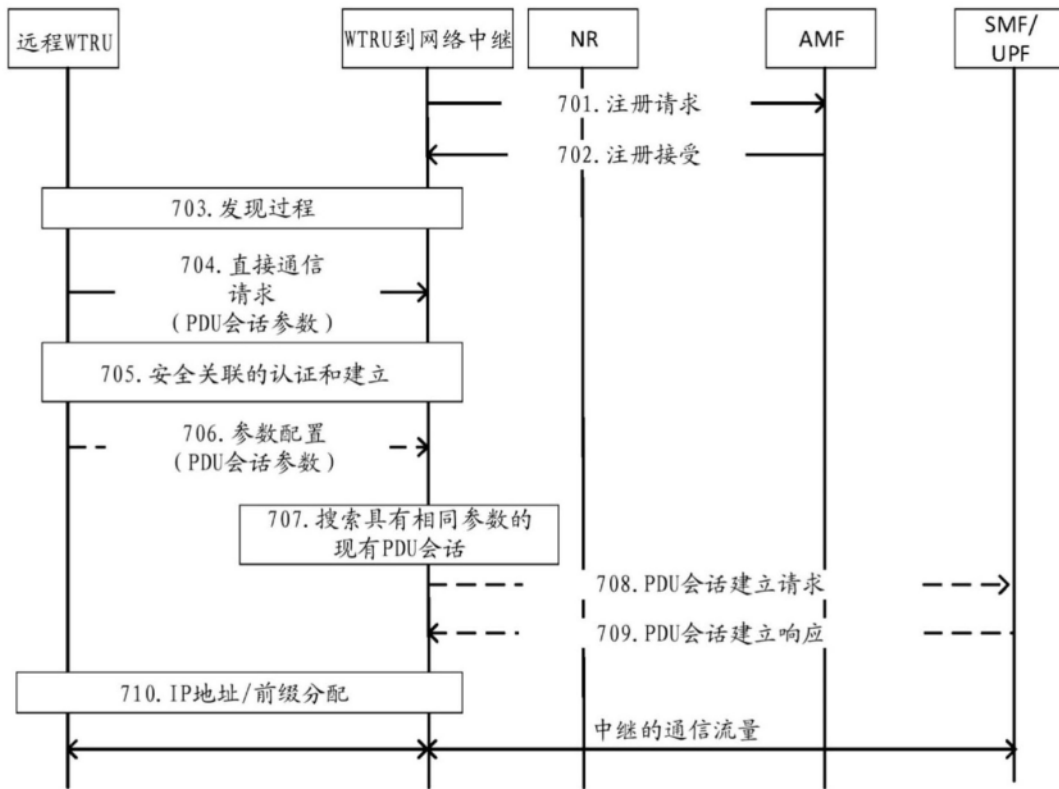 远程WTRU
WTRU到网络中继
NR
AMF
SMF/
UPF
701.注册请求
702.注册接受
703.发现过程
704.直接通信
请求
(PDU会话参数)
705.安全关联的认证和建立
706.参数配置
(PDU会话参数)
707.搜索具有相同参数的
现有PDU会话
708.PDU会话建立请求
709.PDU会话建立响应
710.IP地址/前缀分配
中继的通信流量